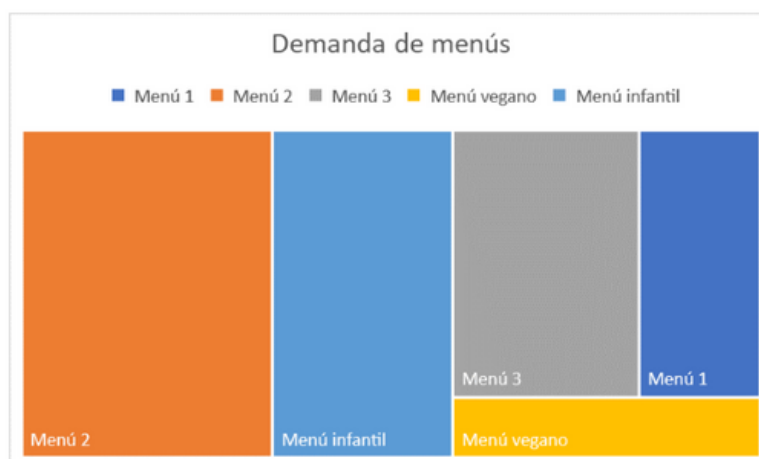 Demanda de menús
Menú 1 Menú 2 Menú 3 Menú vegano Menú infantil
Menú 3 Menú 1
Menú 2 Menú infantil Menú vegano